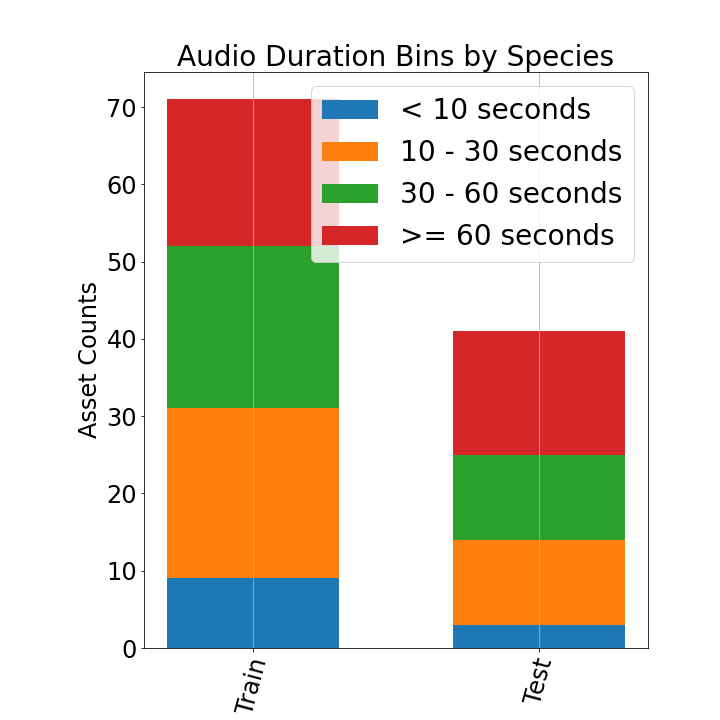 Audio Duration Bins by Species
< 10 seconds
10 - 30 seconds
30 - 60 seconds
>= 60 seconds
Asset Counts
70
60
50
40
30
20
10
0
Train
Test